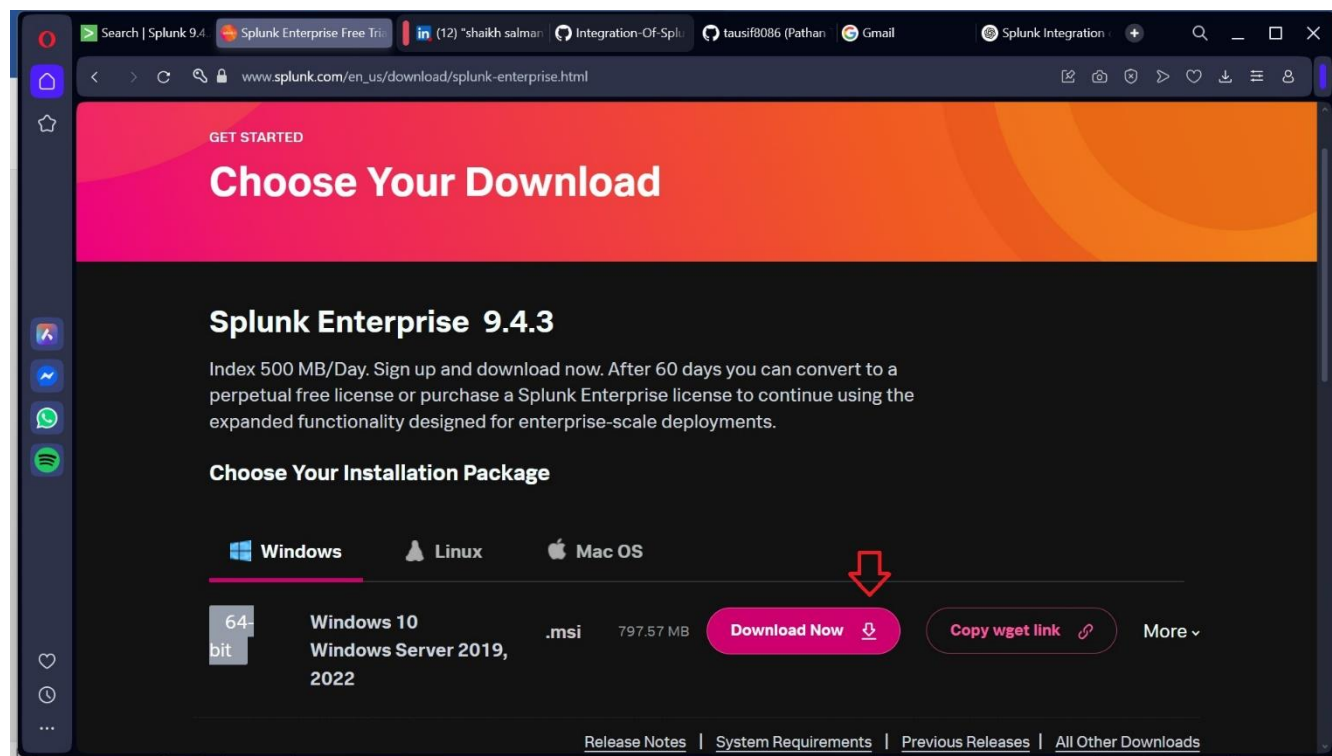 Search | Splunk 9.4.
Splunk Enterprise Free Tria
(12) "shaikh salman
Integration-Of-Splu
tausif8086 (Pathan
Gmail
Splunk Integration
www.splunk.com/en_us/download/splunk-enterprise.html
GET STARTED
Choose Your Download
Splunk Enterprise 9.4.3
Index 500 MB/Day. Sign up and download now. After 60 days you can convert to a
perpetual free license or purchase a Splunk Enterprise license to continue using the
expanded functionality designed for enterprise-scale deployments.
Choose Your Installation Package
Windows Linux Mac OS
64-
bit
Windows 10
Windows Server 2019,
2022
.msi 797.57 MB Download Now Copy wget link More
Release Notes | System Requirements | Previous Releases | All Other Downloads